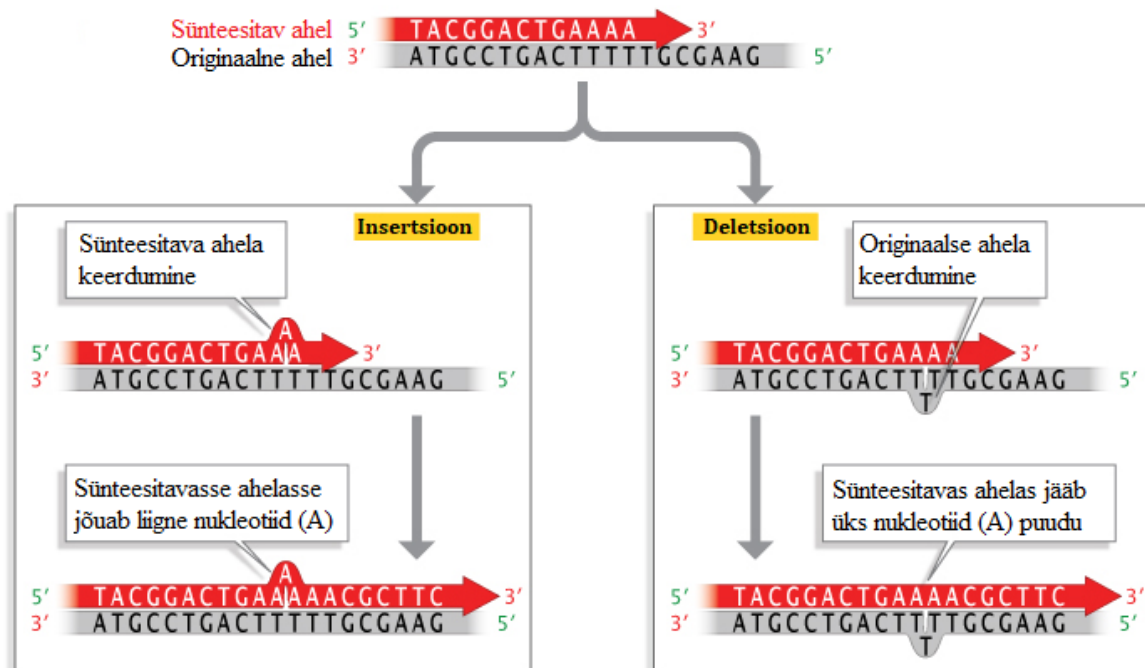 Sünteesitav ahel 5′ TACGGACTGAAAA 3′
Originaalne ahel 3′ ATGCCTGACTTTTTGCGAAG 5′
Insertsioon
Sünteesitava ahela
keerdumine
A
5′ TACGGACTGAAA 3′
3′ ATGCCTGACTTTTTGCGAAG 5′
Sünteesitavasse ahelasse
jõuab liigne nukleotiid (A)
A
5′ TACGGACTGAAAAACGCTTC 3′
3′ ATGCCTGACTTTTTGCGAAG 5′
Deletsioon
Originaalse ahela
keerdumine
5′ TACGGACTGAAAA 3′
3′ ATGCCTGACTTTTGCGAAG 5′
T
Sünteesitavas ahelas jääb
üks nukleotiid (A) puudu
5′ TACGGACTGAAAACGCTTC 3′
3′ ATGCCTGACTTTTGCGAAG 5′
T